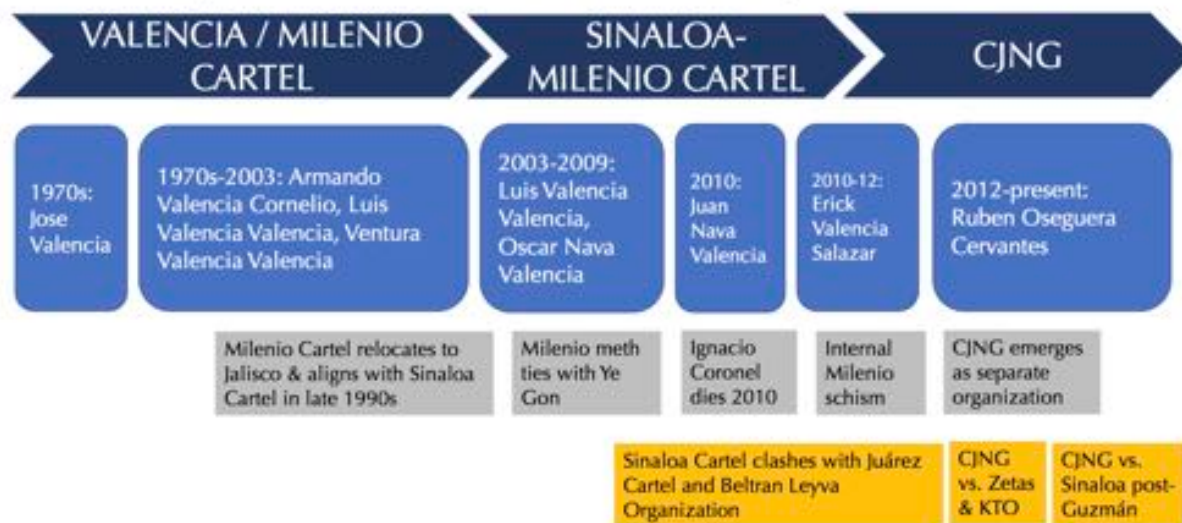 VALENCIA / MILENIO
CARTEL
SINALOA-
MILENIO CARTEL
CJNG
1970s:
Jose
Valencia
1970s-2003: Armando
Valencia Cornelio, Luis
Valencia Valencia, Ventura
Valencia Valencia
2003-2009:
Luis Valencia
Valencia,
Oscar Nava
Valencia
2010:
Juan
Nava
Valencia
2010-12:
Erick
Valencia
Salazar
2012-present:
Ruben Oseguera
Cervantes
Milenio Cartel relocates to
Jalisco & aligns with Sinaloa
Cartel in late 1990s
Milenio meth
ties with Ye
Gon
Ignacio
Coronel
dies 2010
Internal
Milenio
schism
CJNG emerges
as separate
organization
Sinaloa Cartel clashes with Juárez
Cartel and Beltran Leyva
Organization
CJNG
vs. Zetas
& KTO
CJNG vs.
Sinaloa post-
Guzmán